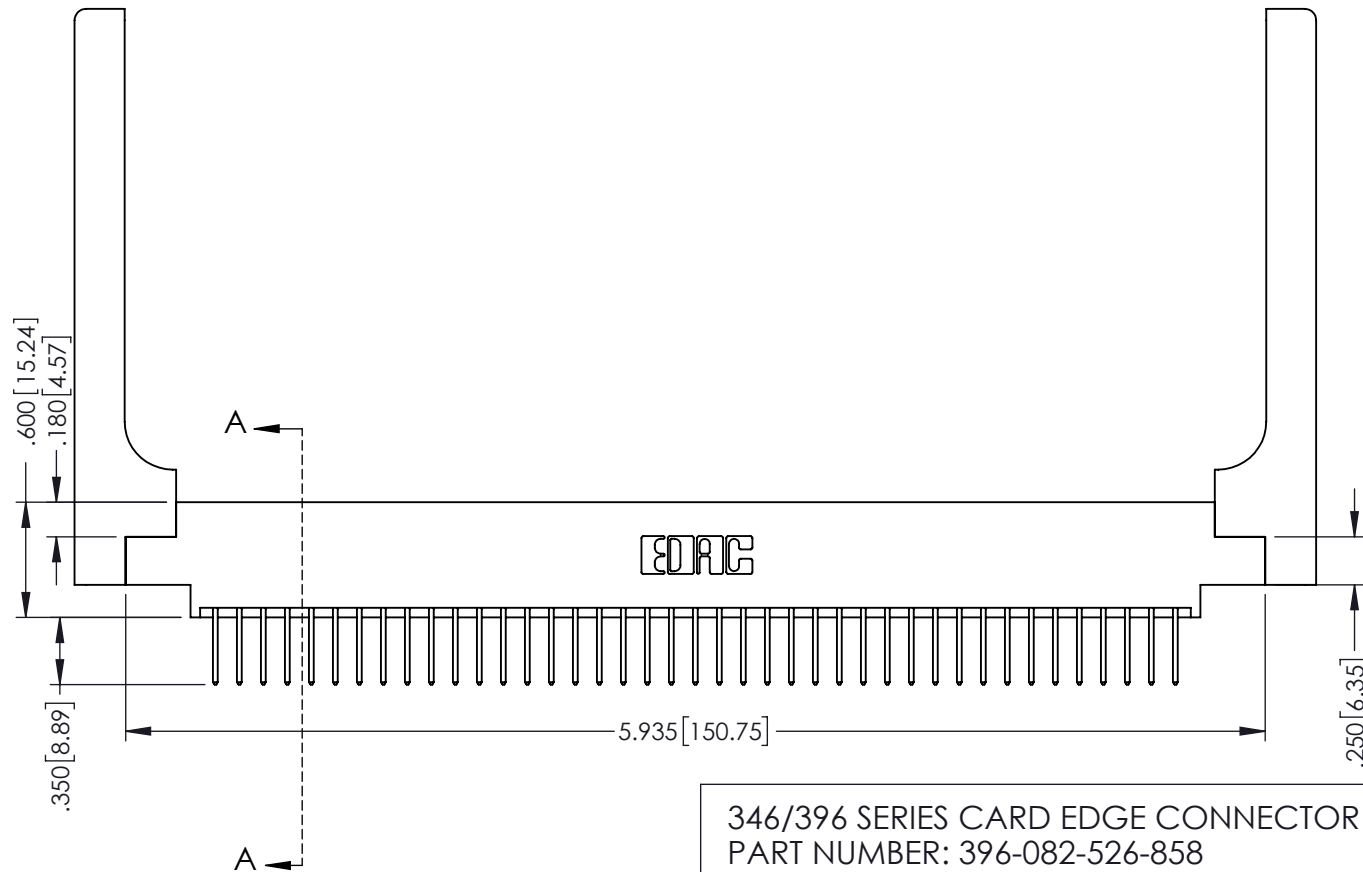 .600 [15.24]
.180 [4.57]
A
EDAC
.350 [8.89]
5.935 [150.75]
.250 [6.35]
A
346/396 SERIES CARD EDGE CONNECTOR
PART NUMBER: 396-082-526-858